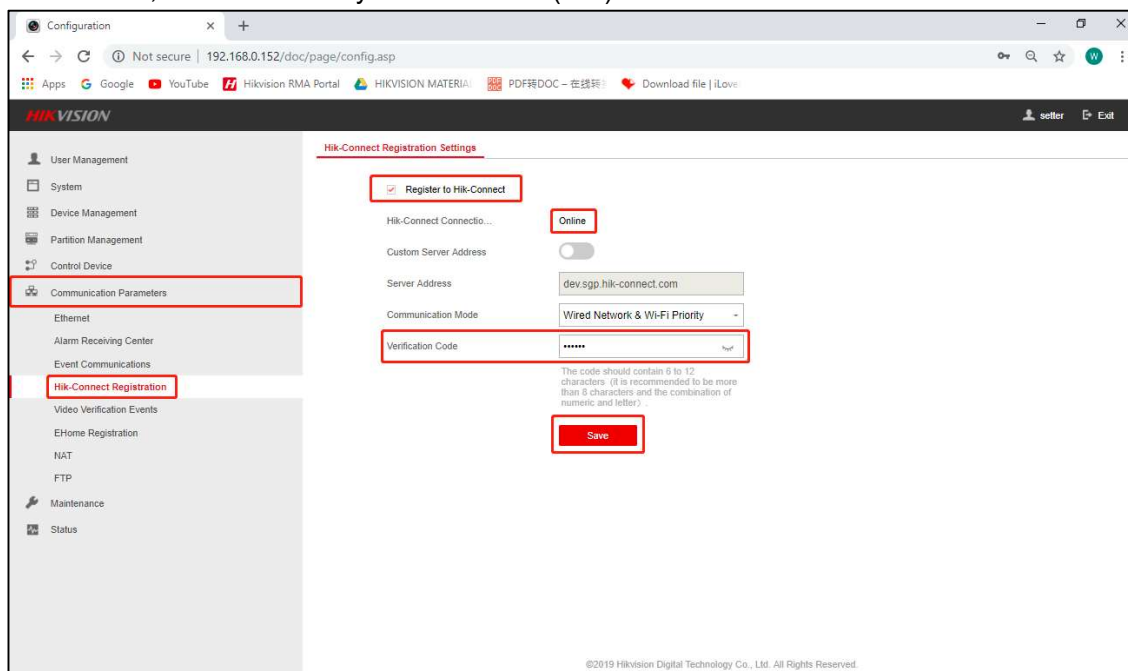 Configuration
Not secure | 192.168.0.152/doc/page/config.asp
W
Apps Google YouTube Hikvision RMA Portal HIKVISION MATERIAL PDF转DOC – 在线转 Download file | iLove
HIKVISION setter Exit
Hik-Connect Registration Settings
User Management
System
Device Management
Partition Management
Control Device
Communication Parameters
Ethernet
Alarm Receiving Center
Event Communications
Hik-Connect Registration
Video Verification Events
EHome Registration
NAT
FTP
Maintenance
Status
Register to Hik-Connect
Hik-Connect Connectio... Online
Custom Server Address
Server Address dev.sgp.hik-connect.com
Communication Mode Wired Network & Wi-Fi Priority
Verification Code ••••••
The code should contain 6 to 12
characters (it is recommended to be more
than 8 characters and the combination of
numeric and letter）.
Save
©2019 Hikvision Digital Technology Co., Ltd. All Rights Reserved.